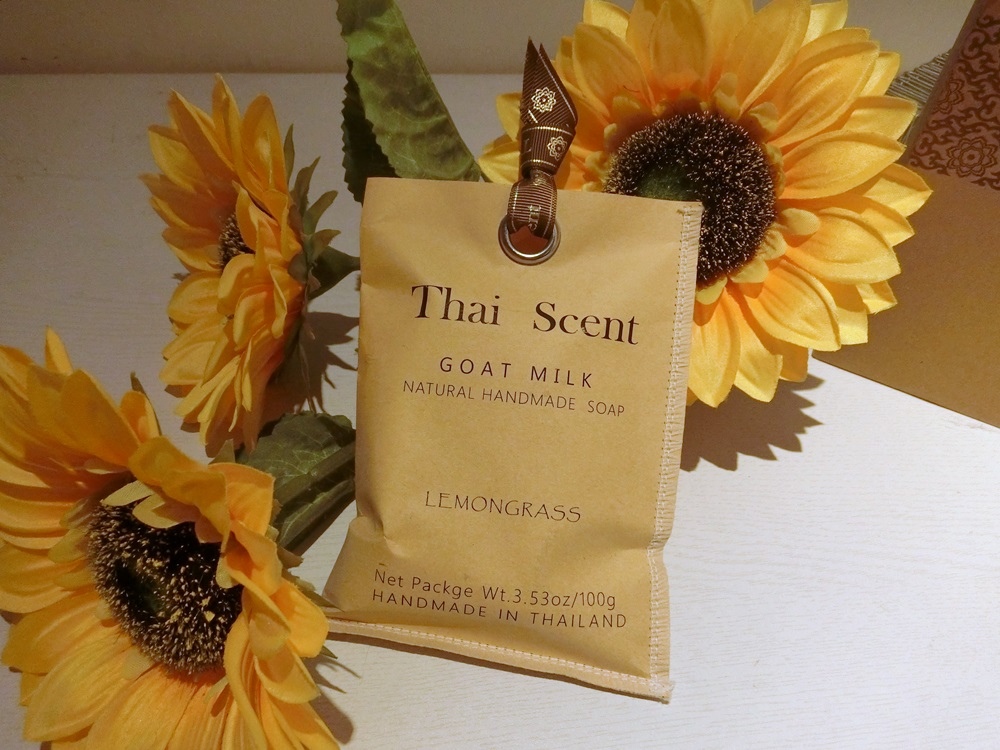 Thai Scent
GOAT MILK
NATURAL HANDMADE SOAP
LEMONGRASS
Net Packge Wt.3.53oz/100g
HANDMADE IN THAILAND